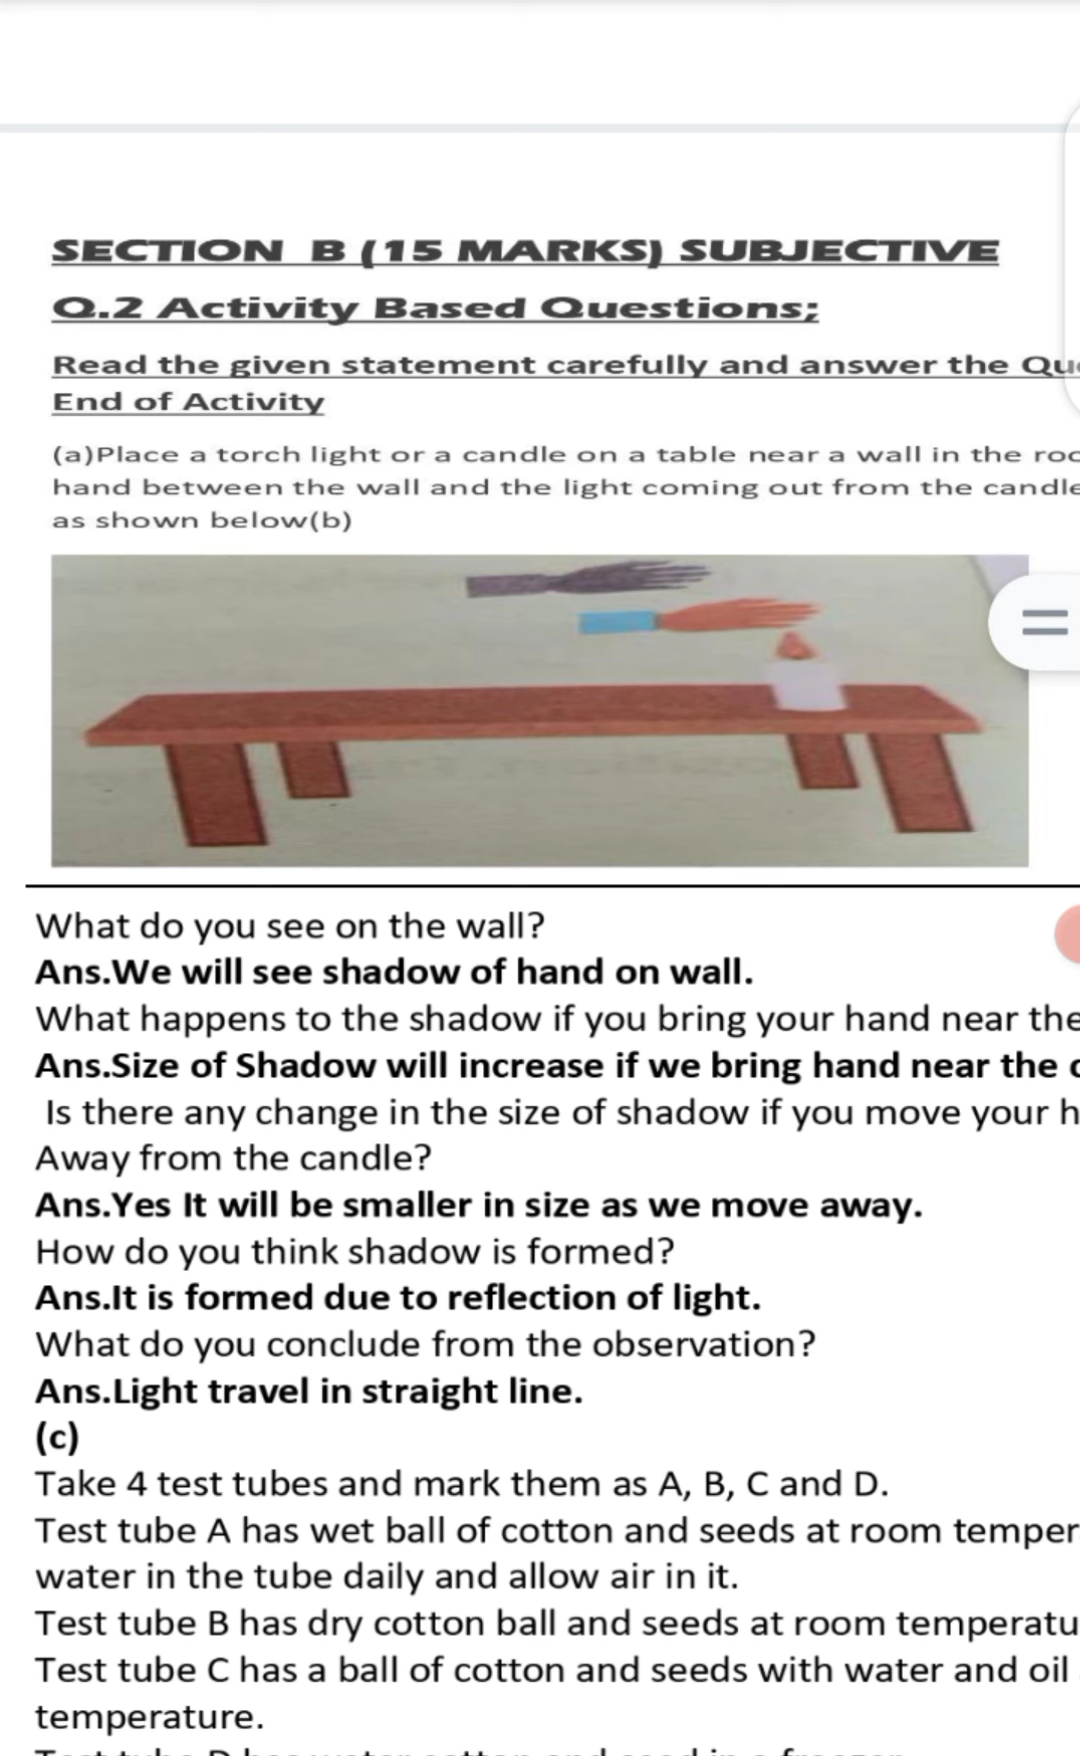 SECTION B (15 MARKS) SUBJECTIVE
Q.2 Activity Based Questions;
Read the given statement carefully and answer the
End of Activity
(a)Place a torch light or a candle on a table near a wall in the
hand between the wall and the light coming out from the candle
as shown below(b)
What do you see on the wall?
Ans.We will see shadow of hand on wall.
What happens to the shadow if you bring your hand near the
Ans.Size of Shadow will increase if we bring hand near the
Is there any change in the size of shadow if you move your
Away from the candle?
Ans.Yes It will be smaller in size as we move away.
How do you think shadow is formed?
Ans.It is formed due to reflection of light.
What do you conclude from the observation?
Ans.Light travel in straight line.
(c)
Take 4 test tubes and mark them as A, B, C and D.
Test tube A has wet ball of cotton and seeds at room
water in the tube daily and allow air in it.
Test tube B has dry cotton ball and seeds at room
Test tube C has a ball of cotton and seeds with water and oil
temperature.